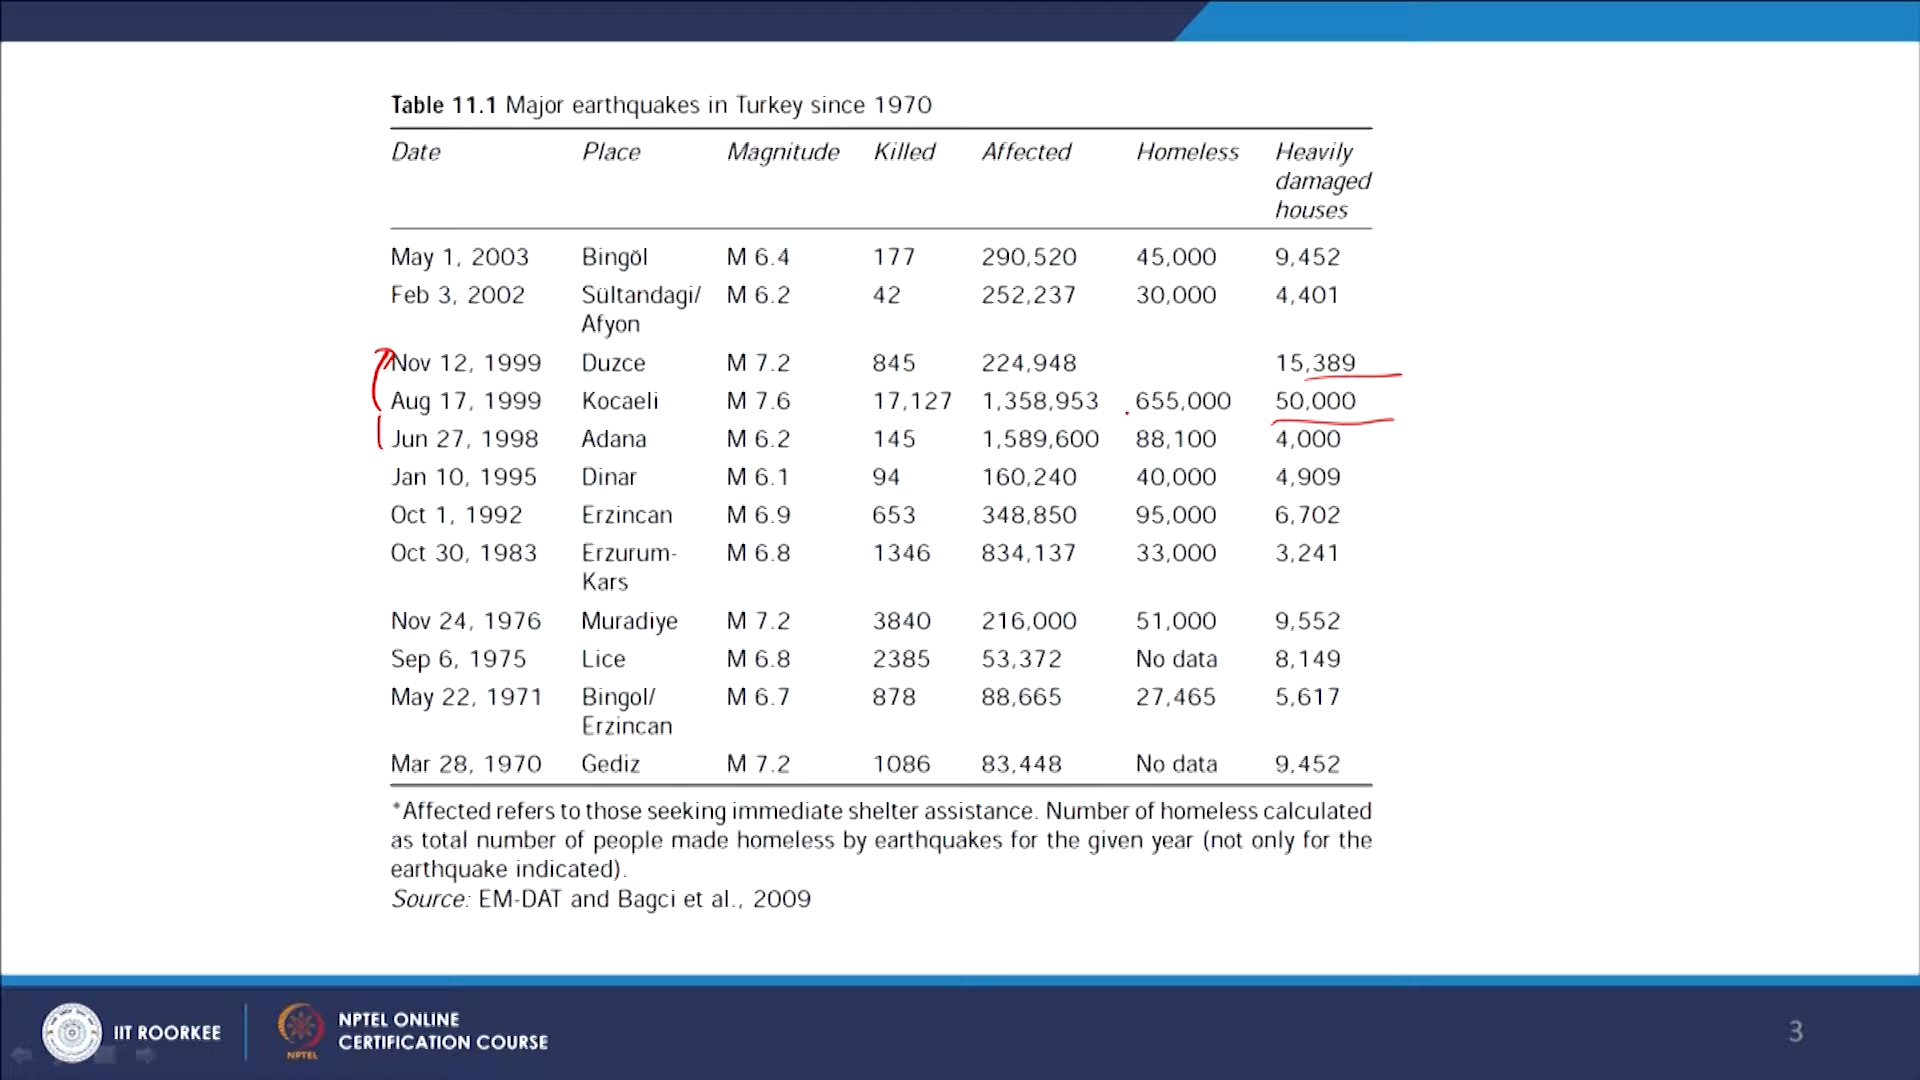 Table 11.1 Major earthquakes in Turkey since 1970
Date Place Magnitude Killed Affected Homeless Heavily
damaged
houses
May 1, 2003 Bingöl M 6.4 177 290,520 45,000 9,452
Feb 3, 2002 Sültandagi/ M 6.2 42 252,237 30,000 4,401
Afyon
Nov 12, 1999 Duzce M 7.2 845 224,948 15,389
Aug 17, 1999 Kocaeli M 7.6 17,127 1,358,953 655,000 50,000
Jun 27, 1998 Adana M 6.2 145 1,589,600 88,100 4,000
Jan 10, 1995 Dinar M 6.1 94 160,240 40,000 4,909
Oct 1, 1992 Erzincan M 6.9 653 348,850 95,000 6,702
Oct 30, 1983 Erzurum- M 6.8 1346 834,137 33,000 3,241
Kars
Nov 24, 1976 Muradiye M 7.2 3840 216,000 51,000 9,552
Sep 6, 1975 Lice M 6.8 2385 53,372 No data 8,149
May 22, 1971 Bingol/ M 6.7 878 88,665 27,465 5,617
Erzincan
Mar 28, 1970 Gediz M 7.2 1086 83,448 No data 9,452
*Affected refers to those seeking immediate shelter assistance. Number of homeless calculated
as total number of people made homeless by earthquakes for the given year (not only for the
earthquake indicated).
Source: EM-DAT and Bagci et al., 2009
IIT ROORKEE
NPTEL
NPTEL ONLINE
CERTIFICATION COURSE
3